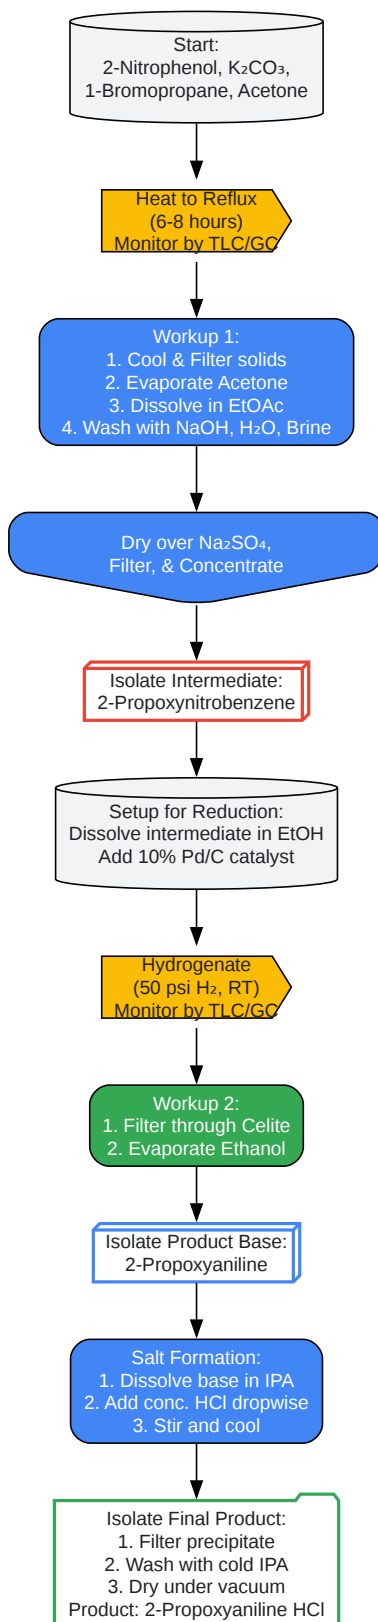 Start:
2-Nitrophenol, K₂CO₃,
1-Bromopropane, Acetone
Heat to Reflux
(6-8 hours)
Monitor by TLC/GC
Workup 1:
1. Cool & Filter solids
2. Evaporate Acetone
3. Dissolve in EtOAc
4. Wash with NaOH, H₂O, Brine
Dry over Na₂SO₄,
Filter, & Concentrate
Isolate Intermediate:
2-Propoxynitrobenzene
Setup for Reduction:
Dissolve intermediate in EtOH
Add 10% Pd/C catalyst
Hydrogenate
(50 psi H₂, RT)
Monitor by TLC/GC
Workup 2:
1. Filter through Celite
2. Evaporate Ethanol
Isolate Product Base:
2-Propoxyaniline
Salt Formation:
1. Dissolve base in IPA
2. Add conc. HCl dropwise
3. Stir and cool
Isolate Final Product:
1. Filter precipitate
2. Wash with cold IPA
3. Dry under vacuum
Product: 2-Propoxyaniline HCl